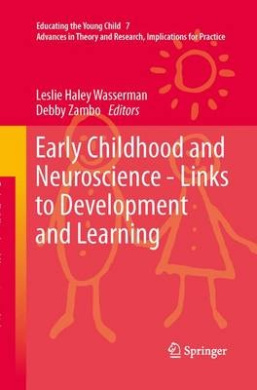 Educating the Young Child 7
Advances in Theory and Research, Implications for Practice
Leslie Haley Wasserman
Debby Zambo Editors
Early Childhood and
Neuroscience - Links
to Development
and Learning
Springer